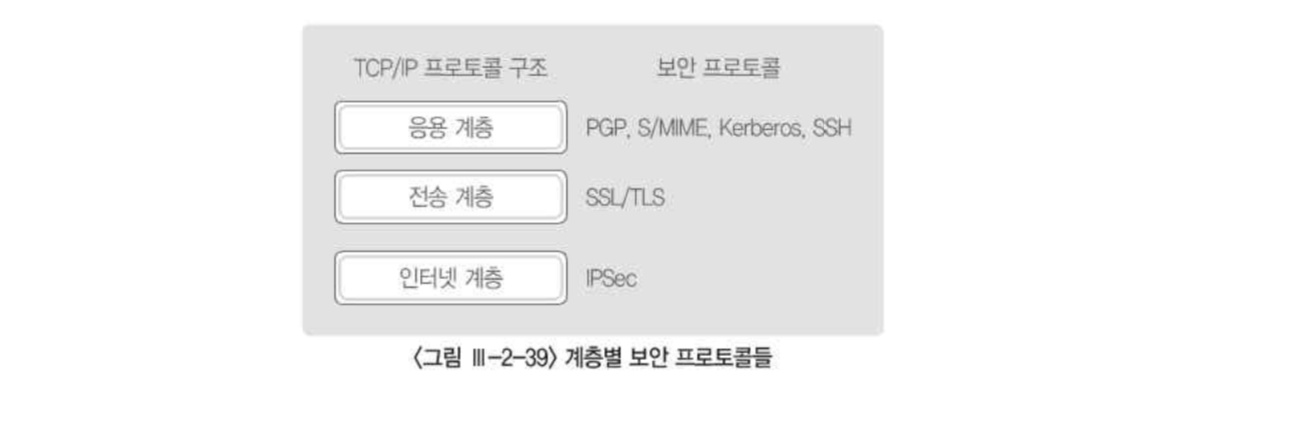 TCP/IP 프로토콜 구조 보안 프로토콜
응용 계층 PGP, S/MIME, Kerberos, SSH
전송 계층 SSL/TLS
인터넷 계층 IPSec
〈그림 Ⅲ-2-39〉 계층별 보안 프로토콜들